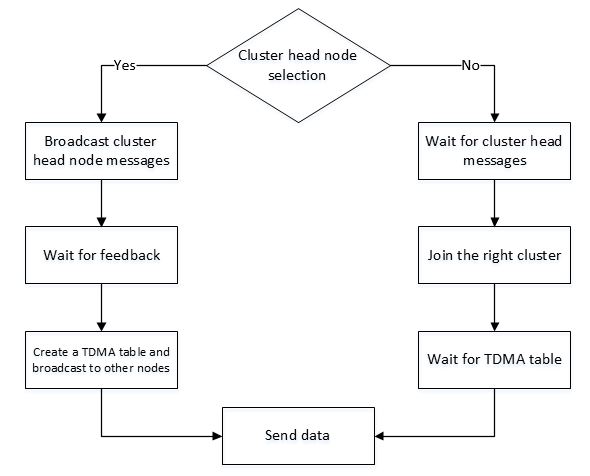 Cluster head node
selection
Yes
No
Broadcast cluster
head node messages
Wait for cluster head
messages
Wait for feedback
Join the right cluster
Create a TDMA table and
broadcast to other nodes
Wait for TDMA table
Send data